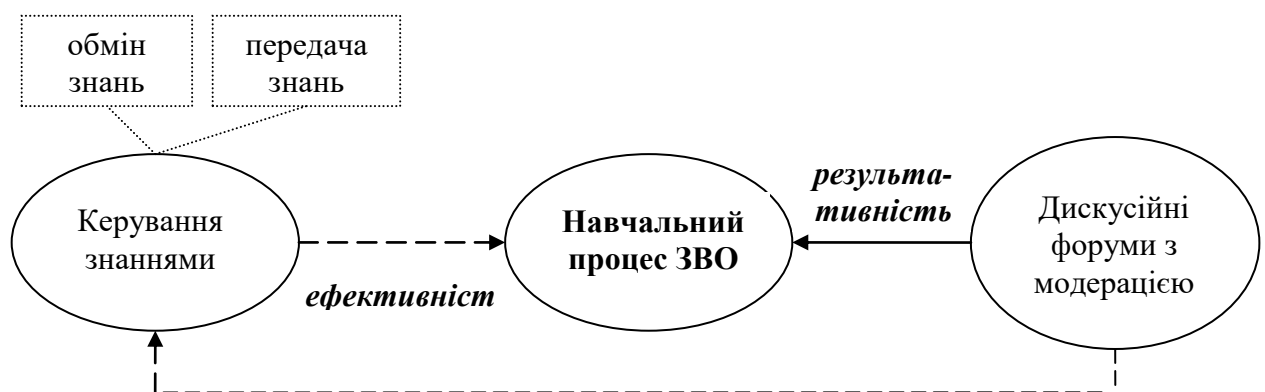 обмін
знань
передача
знань
Керування
знаннями
ефективніст
Навчальний
процес ЗВО
результа-
тивність
Дискусійні
форуми з
модерацією